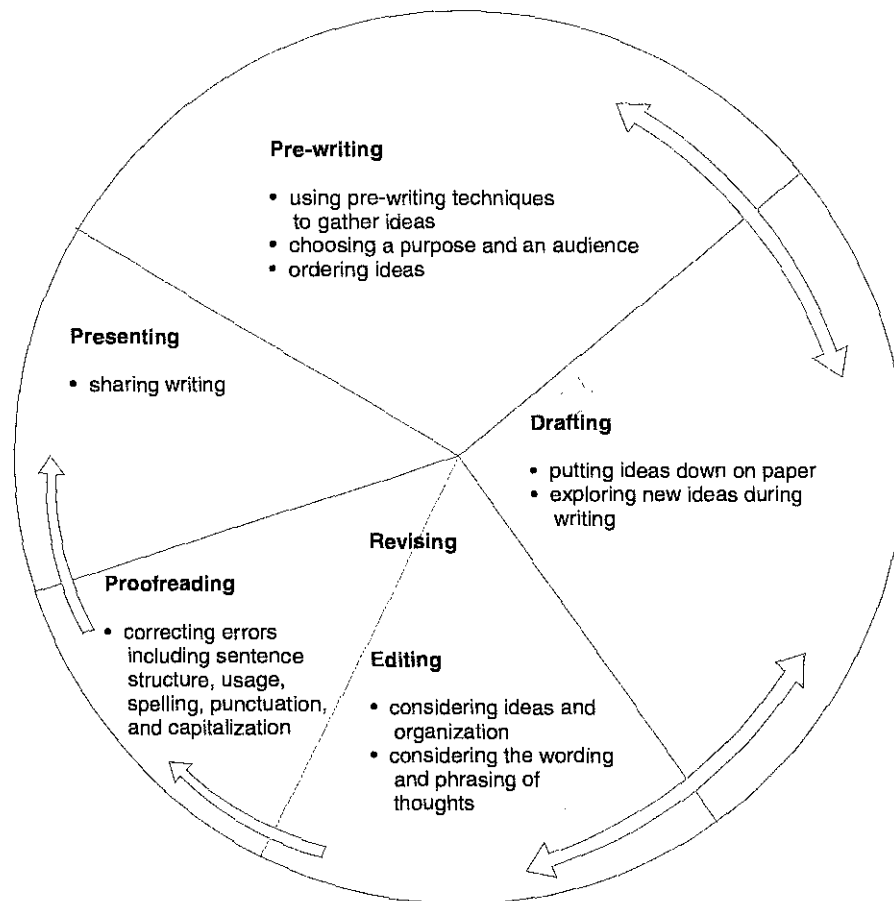 Pre-writing
• using pre-writing techniques
to gather ideas
• choosing a purpose and an audience
• ordering ideas
Presenting
• sharing writing
Drafting
• putting ideas down on paper
• exploring new ideas during
writing
Revising
Proofreading
• correcting errors
including sentence
structure, usage,
spelling, punctuation,
and capitalization
Editing
• considering ideas and
organization
• considering the wording
and phrasing of
thoughts